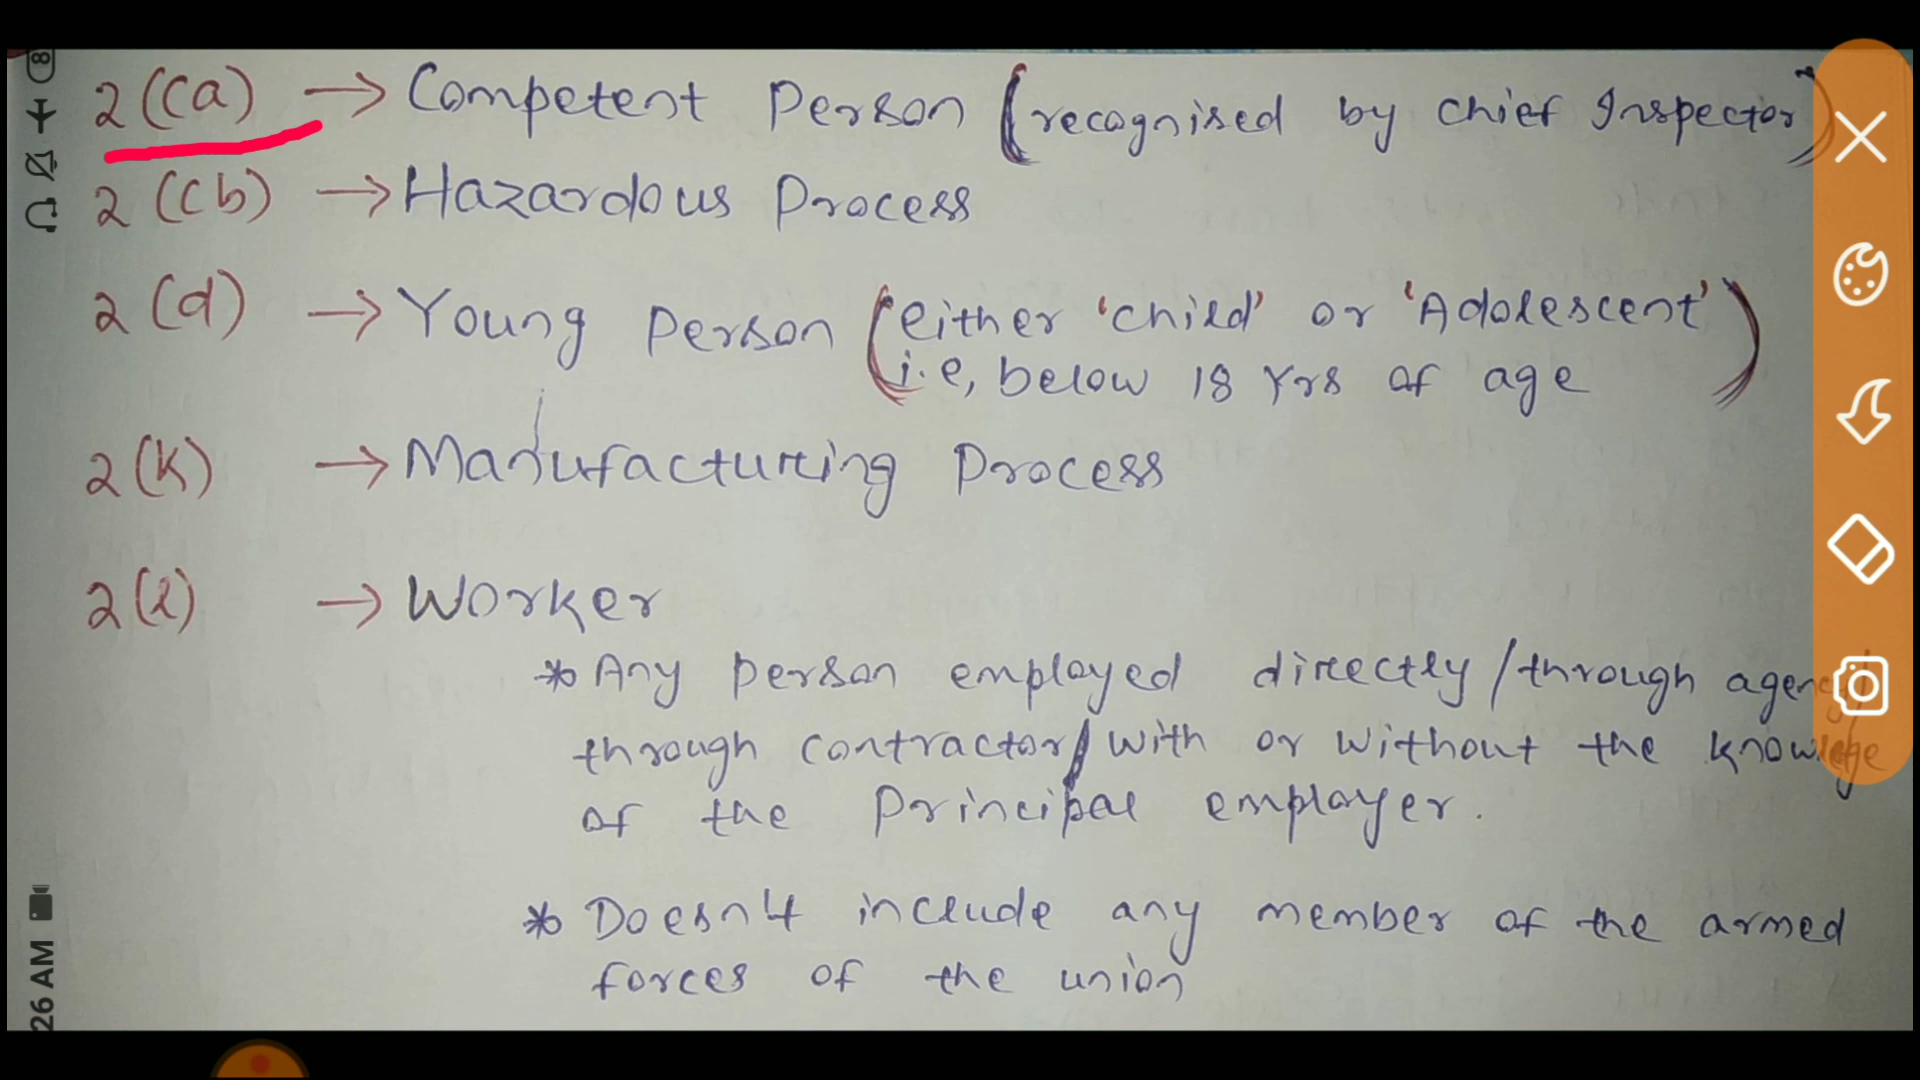 2(Ca) → Competent Person (recognised by chief Inspector)
2(Cb) → Hazardous Process
2(d) → Young Person (either 'child' or 'Adolescent'
i.e, below 18 Yrs of age)
2(K) → Manufacturing Process
2(l) → Worker
* Any person employed directly/through agency/
through contractor/with or without the knowlege
of the Principal employer.
* Doesn't include any member of the armed
forces of the union
26 AM
8